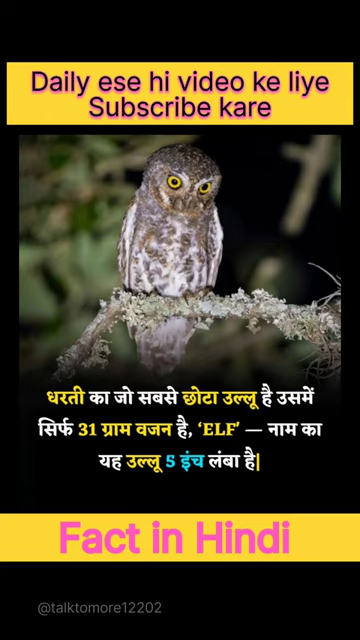 Daily ese hi video ke liye
Subscribe kare
धरती का जो सबसे छोटा उल्लू है उसमें
सिर्फ 31 ग्राम वजन है, ‘ELF’ — नाम का
यह उल्लू 5 इंच लंबा है|
Fact in Hindi
@talktomore12202